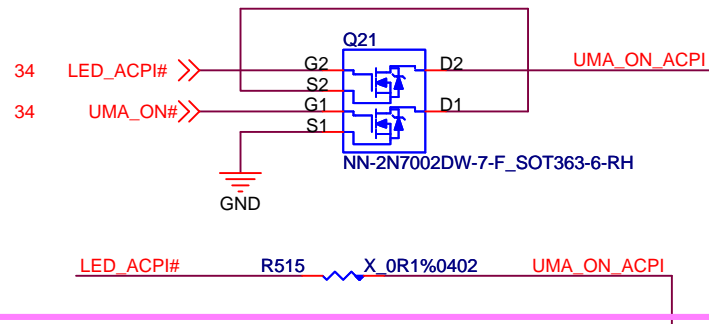 Q21
34 LED_ACPI# G2 D2 UMA_ON_ACPI
S2
34 UMA_ON# G1 D1
S1
NN-2N7002DW-7-F_SOT363-6-RH
GND
LED_ACPI# R515 X_0R1%0402 UMA_ON_ACPI